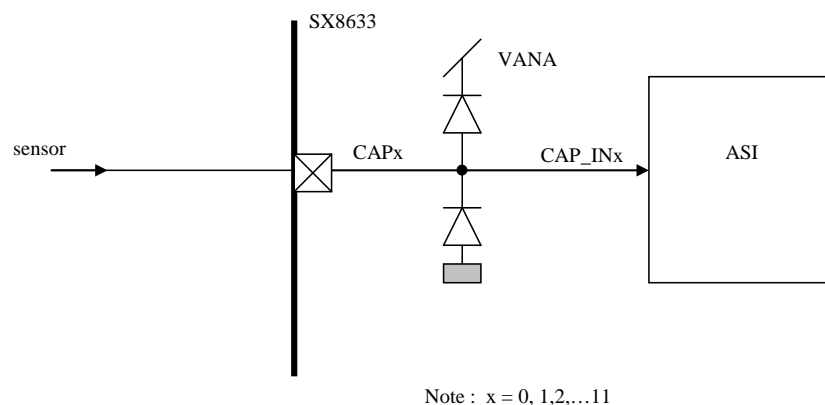 SX8633
VANA
sensor
CAPx
CAP_INx
ASI
Note : x = 0, 1,2,…11